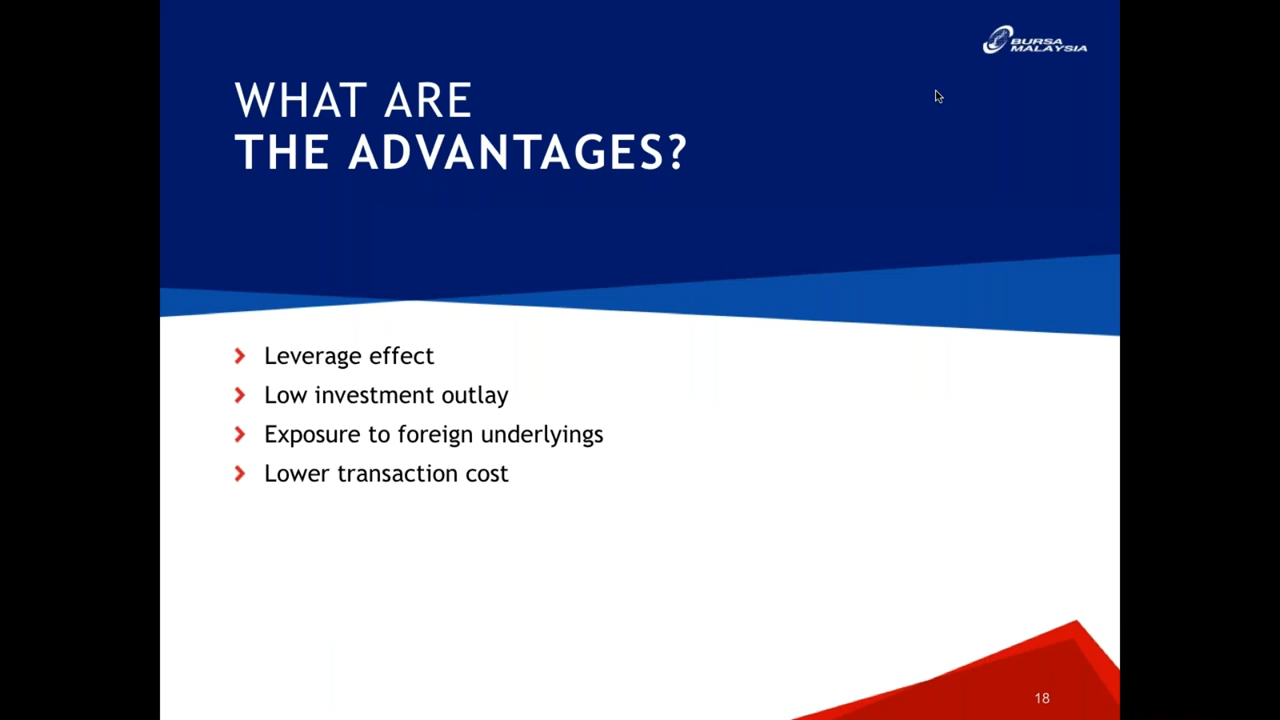 BURSA
MALAYSIA
WHAT ARE
THE ADVANTAGES?
Leverage effect
Low investment outlay
Exposure to foreign underlyings
Lower transaction cost
18